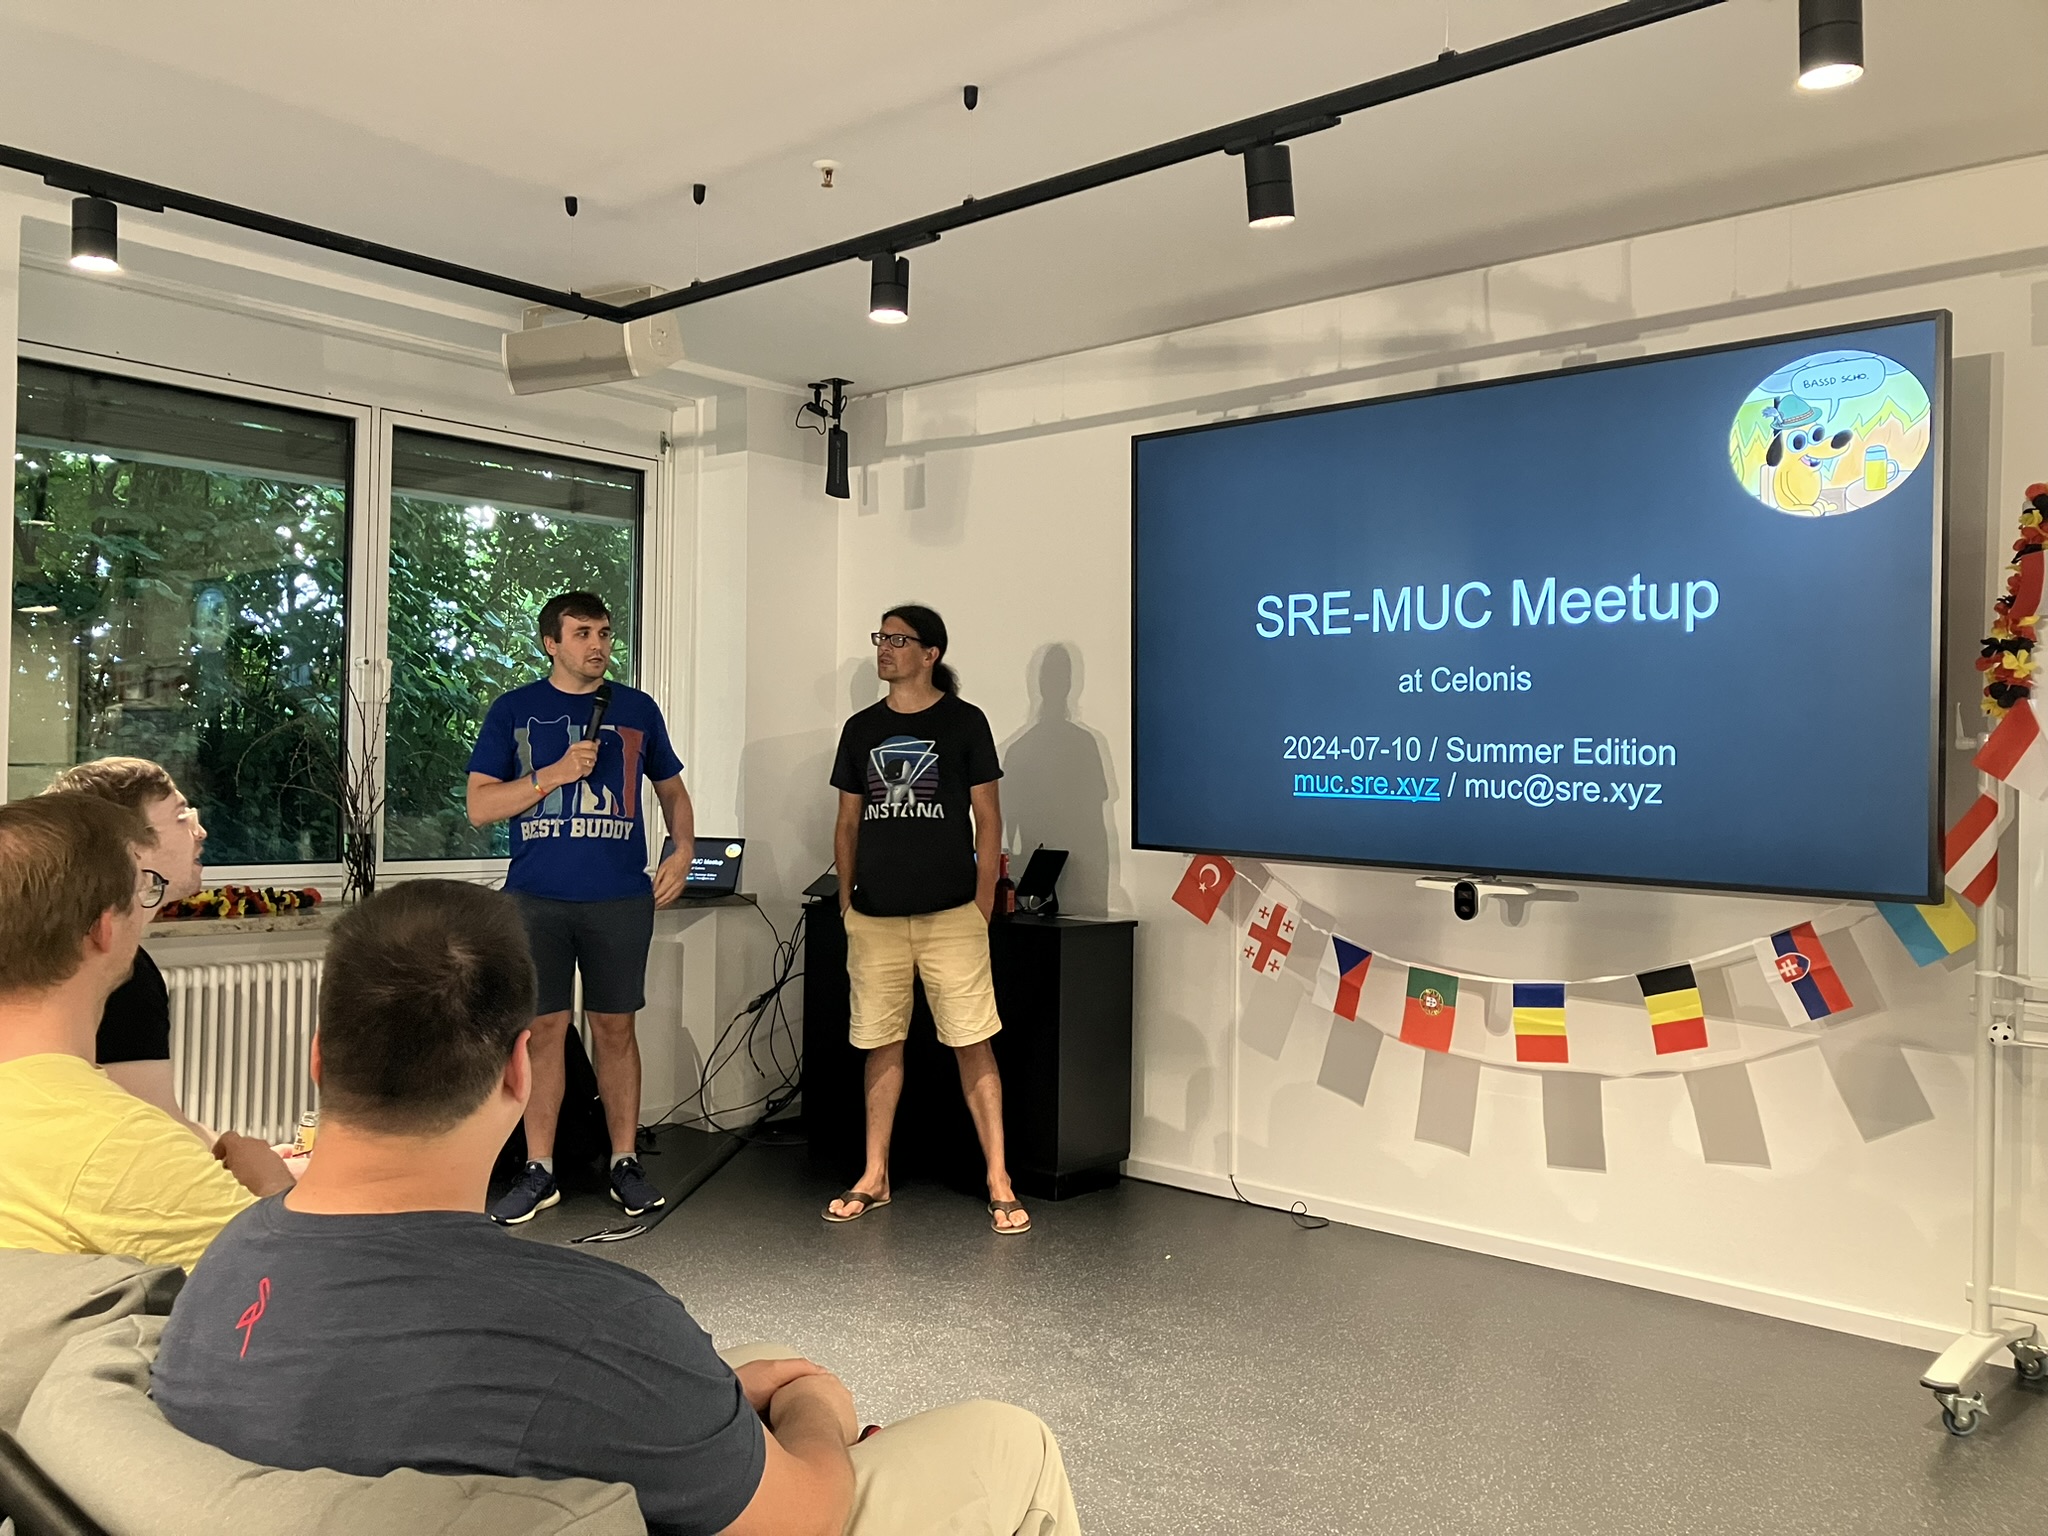 BASSD SCHO.
SRE-MUC Meetup
at Celonis
2024-07-10 / Summer Edition
muc.sre.xyz / muc@sre.xyz
BEST BUDDY
INSTANA